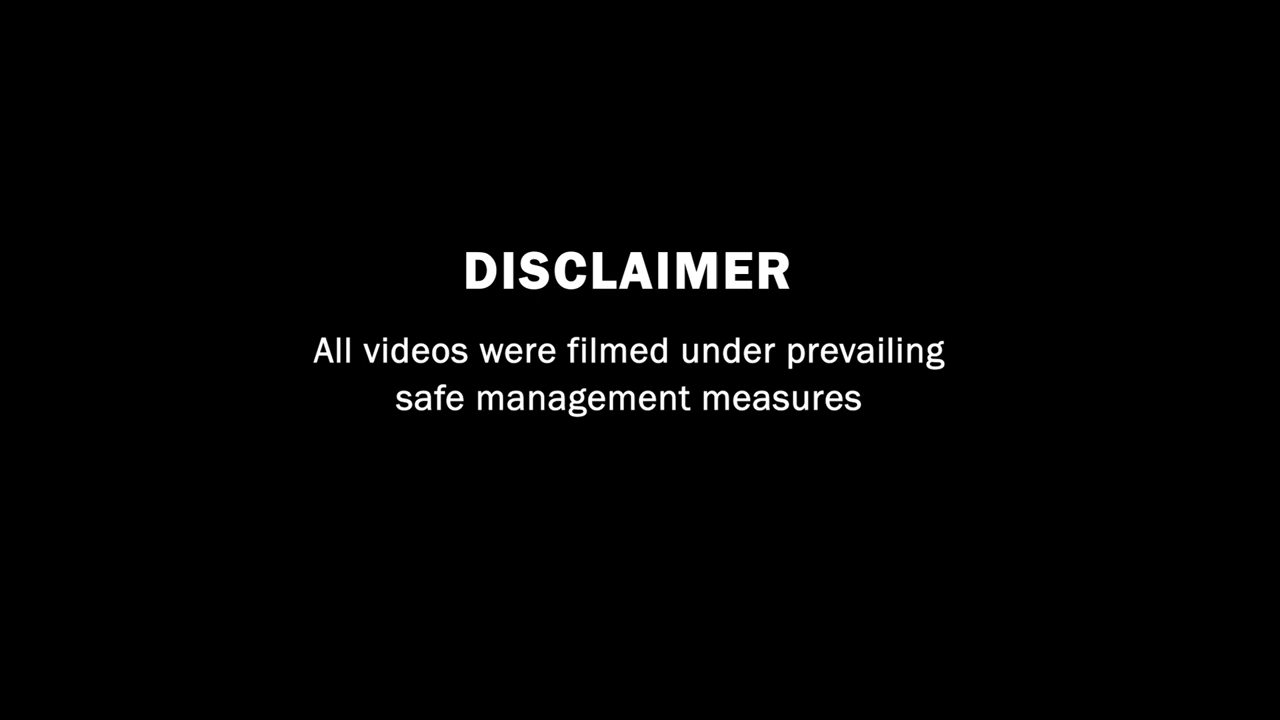 DISCLAIMER
All videos were filmed under prevailing
safe management measures